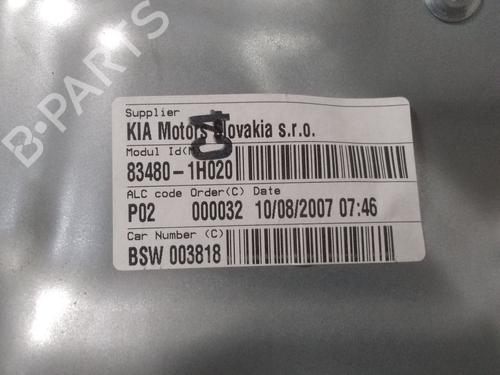 B-PARTS
Supplier
KIA Motors Slovakia s.r.o.
Modul Id(M)
83480-1H020
ALC code Order(C) Date
P02 000032 10/08/2007 07:46
Car Number (C)
BSW 003818